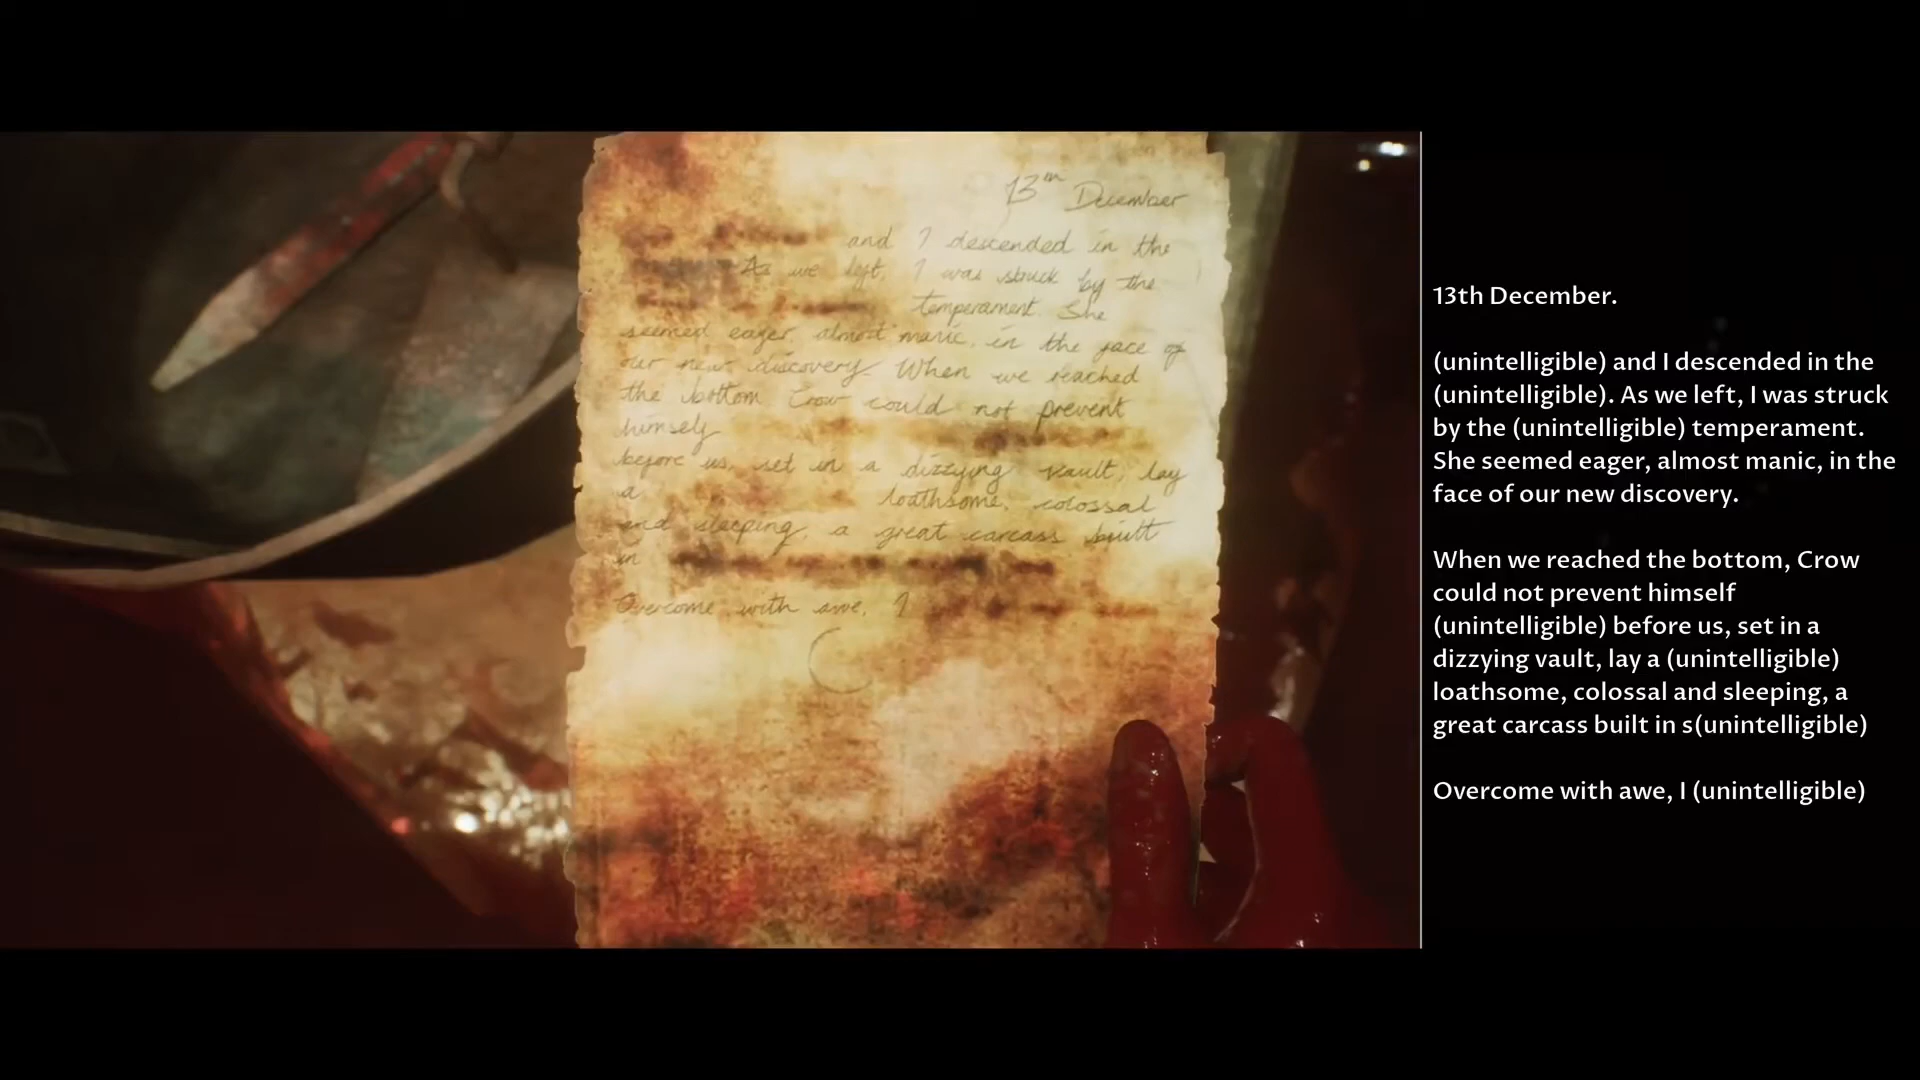 13th December
and I descended in the
As we left, I was struck by the
temperament. She
seemed eager, almost manic, in the face of
our new discovery. When we reached
the bottom Crow could not prevent
himself
before us, set in a dizzying vault, lay
a loathsome, colossal
and sleeping, a great carcass built
in
Overcome with awe, I
13th December.
(unintelligible) and I descended in the
(unintelligible). As we left, I was struck
by the (unintelligible) temperament.
She seemed eager, almost manic, in the
face of our new discovery.
When we reached the bottom, Crow
could not prevent himself
(unintelligible) before us, set in a
dizzying vault, lay a (unintelligible)
loathsome, colossal and sleeping, a
great carcass built in s(unintelligible)
Overcome with awe, I (unintelligible)